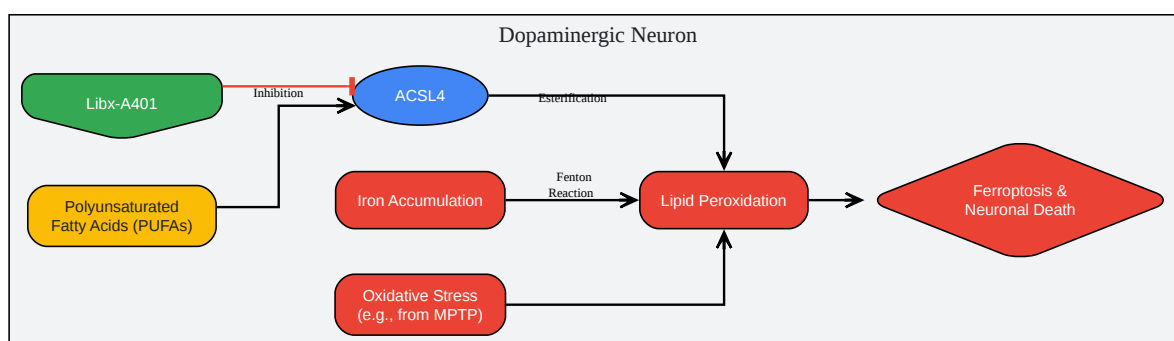 Dopaminergic Neuron
Libx-A401
Inhibition
ACSL4
Esterification
Polyunsaturated
Fatty Acids (PUFAs)
Iron Accumulation
Fenton
Reaction
Lipid Peroxidation
Ferroptosis &
Neuronal Death
Oxidative Stress
(e.g., from MPTP)